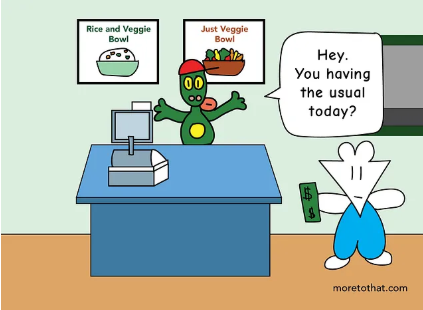 Rice and Veggie
Bowl
Just Veggie
Bowl
Hey.
You having
the usual
today?
$
$
moretothat.com